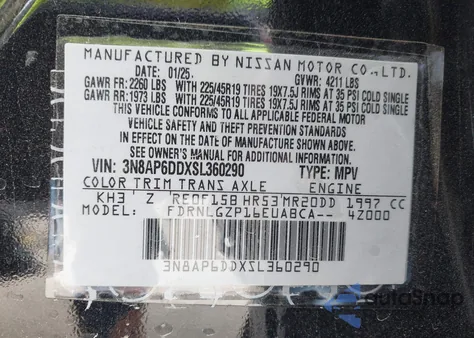 MANUFACTURED BY NISSAN MOTOR CO.,LTD.
DATE: 01/25. GVWR: 4211 LBS
GAWR FR: 2260 LBS WITH 225/45R19 TIRES 19X7.5J RIMS AT 35 PSI COLD SINGLE
GAWR RR: 1973 LBS WITH 225/45R19 TIRES 19X7.5J RIMS AT 35 PSI COLD SINGLE
THIS VEHICLE CONFORMS TO ALL APPLICABLE FEDERAL MOTOR
VEHICLE SAFETY AND THEFT PREVENTION STANDARDS
IN EFFECT ON THE DATE OF MANUFACTURE SHOWN ABOVE.
SEE OWNER'S MANUAL FOR ADDITIONAL INFORMATION
VIN: 3N8AP6DDXSL360290 TYPE: MPV
COLOR TRIM TRANS AXLE ENGINE
KH3 Z RE0F15B HR53 MR20DD 1997 CC
MODEL: FDRNLGZP16EUA8CA-- 4Z000
3N8AP6DDXSL360290
autoSnap